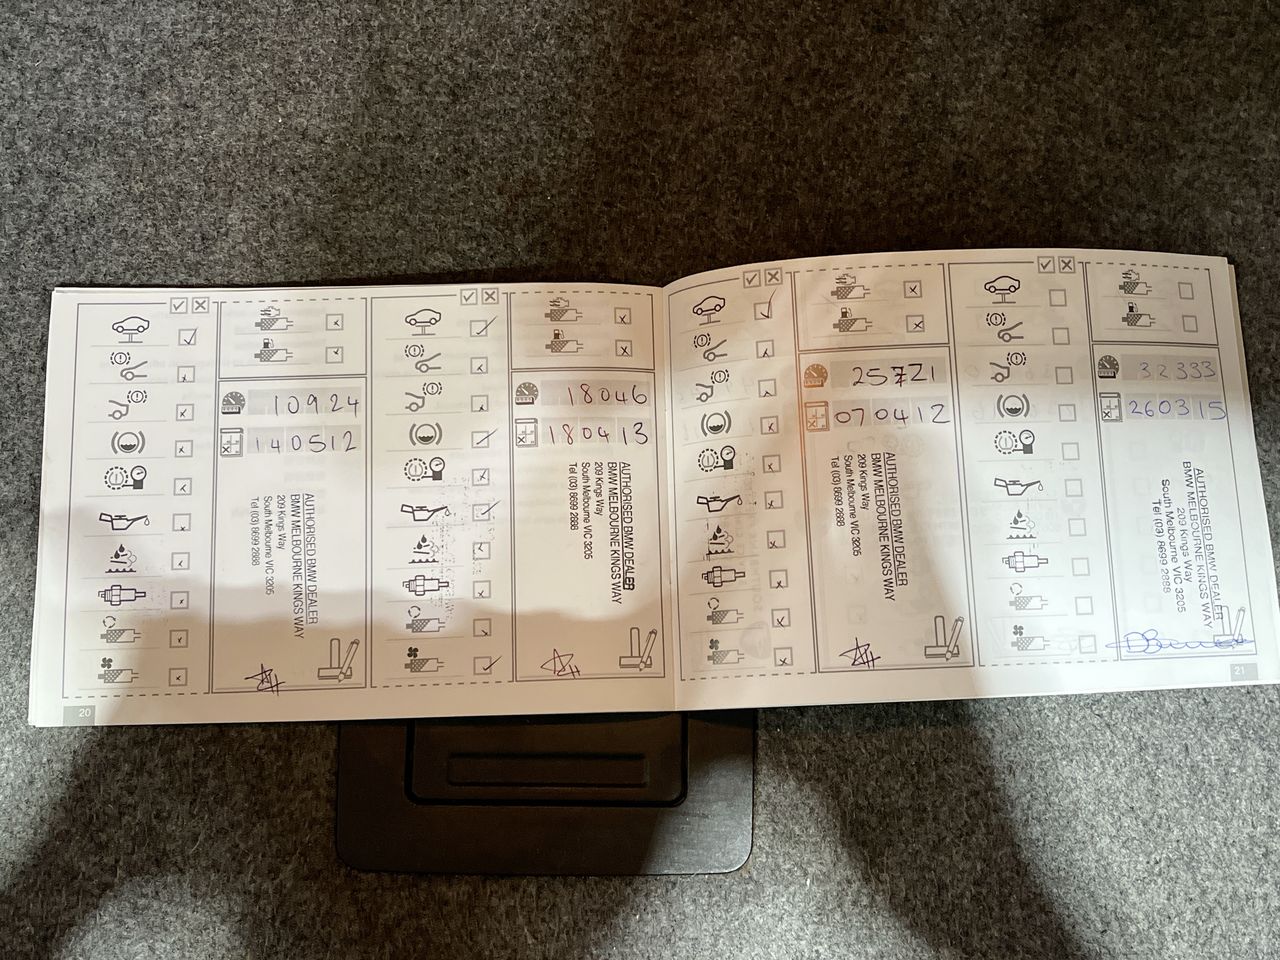 10924
140512
AUTHORISED BMW DEALER
BMW MELBOURNE KINGS WAY
209 Kings Way
South Melbourne VIC 3205
Tel (03) 8699 2888
20
18046
180413
AUTHORISED BMW DEALER
BMW MELBOURNE KINGS WAY
209 Kings Way
South Melbourne VIC 3205
Tel (03) 8699 2888
25721
070412
AUTHORISED BMW DEALER
BMW MELBOURNE KINGS WAY
209 Kings Way
South Melbourne VIC 3205
Tel (03) 8699 2888
32333
260315
AUTHORISED BMW DEALER
BMW MELBOURNE KINGS WAY
209 Kings Way
South Melbourne VIC 3205
Tel (03) 8699 2888
21